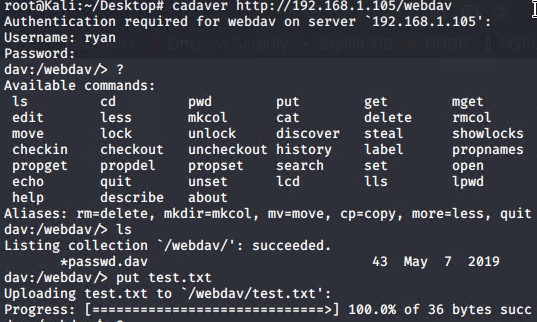 root@Kali:~/Desktop# cadaver http://192.168.1.105/webdav
Authentication required for webdav on server `192.168.1.105':
Username: ryan
Password:
dav:/webdav/> ?
Available commands:
 ls         cd         pwd        put        get        mget
 edit       less       mkcol      cat        delete     rmcol
 move       lock       unlock     discover   steal      showlocks
 checkin    checkout   uncheckout history    label      propnames
 propget    propdel    propset    search     set        open
 echo       quit       unset      lcd        lls        lpwd
 help       describe   about
Aliases: rm=delete, mkdir=mkcol, mv=move, cp=copy, more=less, quit
dav:/webdav/> ls
Listing collection `/webdav/': succeeded.
        *passwd.dav                            43  May  7  2019
dav:/webdav/> put test.txt
Uploading test.txt to `/webdav/test.txt':
Progress: [=============================>] 100.0% of 36 bytes succ